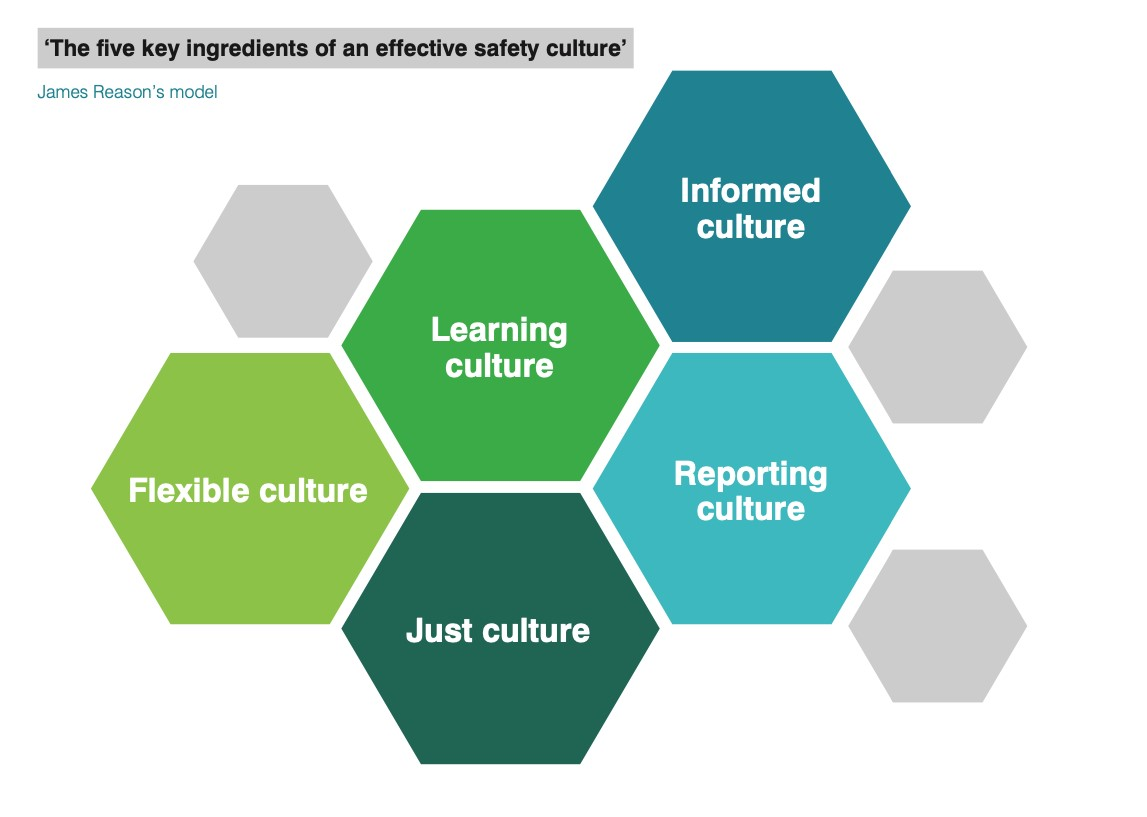 ‘The five key ingredients of an effective safety culture’
James Reason’s model
Informed
culture
Learning
culture
Reporting
culture
Flexible culture
Just culture